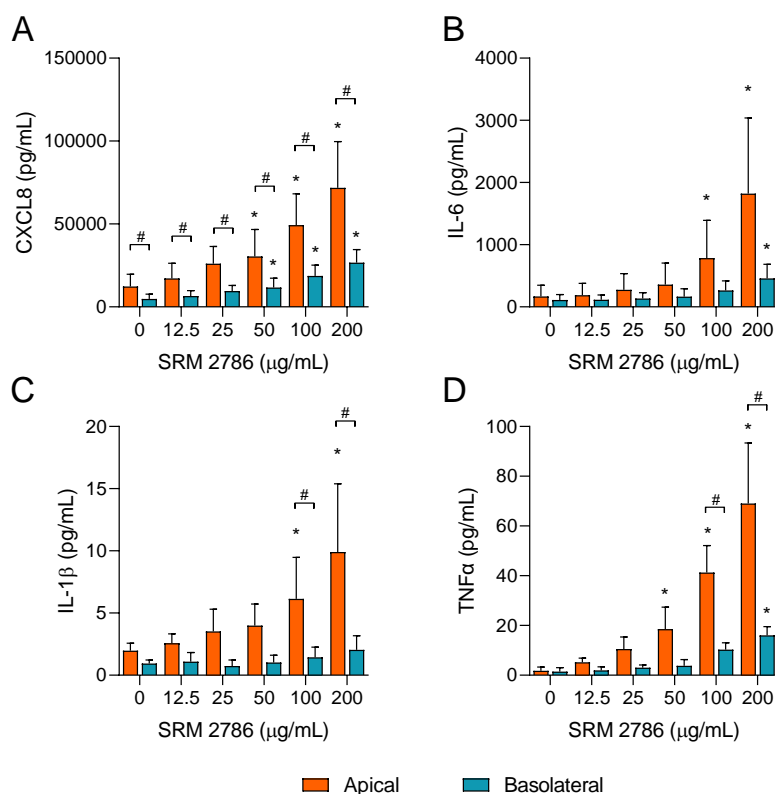 A
CXCL8 (pg/mL)
150000
100000
50000
0
#
#
#
#
#
#
*
*
*
*
*
*
0 12.5 25 50 100 200
SRM 2786 (μg/mL)
B
IL-6 (pg/mL)
4000
3000
2000
1000
0
*
*
*
0 12.5 25 50 100 200
SRM 2786 (μg/mL)
C
IL-1β (pg/mL)
20
15
10
5
0
#
#
*
*
0 12.5 25 50 100 200
SRM 2786 (μg/mL)
D
TNFα (pg/mL)
100
80
60
40
20
0
#
#
*
*
*
*
0 12.5 25 50 100 200
SRM 2786 (μg/mL)
Apical Basolateral